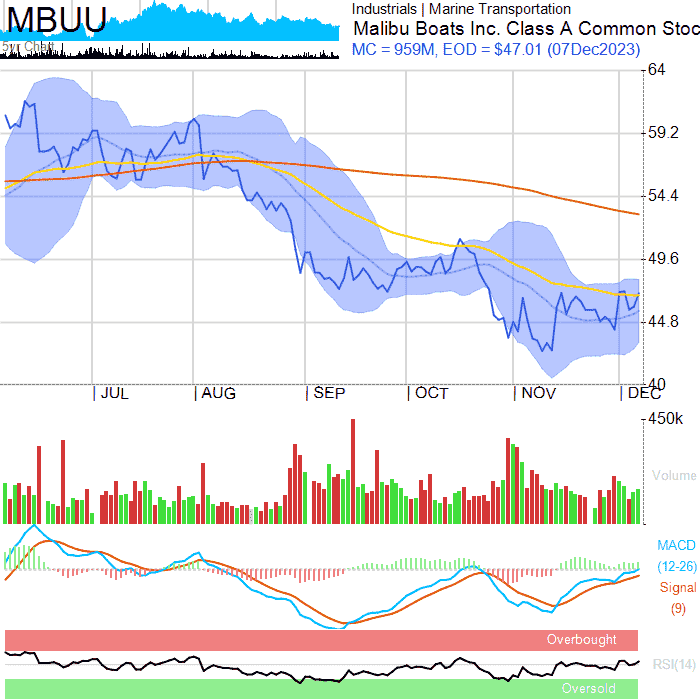 MBUU
5yr Chart
Industrials | Marine Transportation
Malibu Boats Inc. Class A Common Stoc
MC = 959M, EOD = $47.01 (07Dec2023)
64
59.2
54.4
49.6
44.8
40
JUL
AUG
SEP
OCT
NOV
DEC
450k
Volume
MACD
(12-26)
Signal
(9)
Overbought
RSI(14)
Oversold